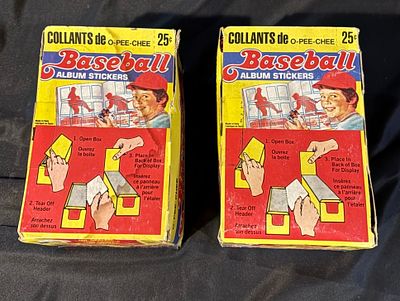 COLLANTS de O-PEE-CHEE 25¢
Baseball
ALBUM STICKERS
1. Open Box
Ouvrez
la boîte
3. Place In
Back of Box
For Display
Insérez
ce panneau
à l'arrière
pour
l'étaler
2. Tear Off
Header
Arrachez
son dessus
COLLANTS de O-PEE-CHEE 25¢
Baseball
ALBUM STICKERS
1. Open Box
Ouvrez
la boîte
3. Place In
Back of Box
For Display
Insérez
ce panneau
à l'arrière
pour
l'étaler
2. Tear Off
Header
Arrachez
son dessus